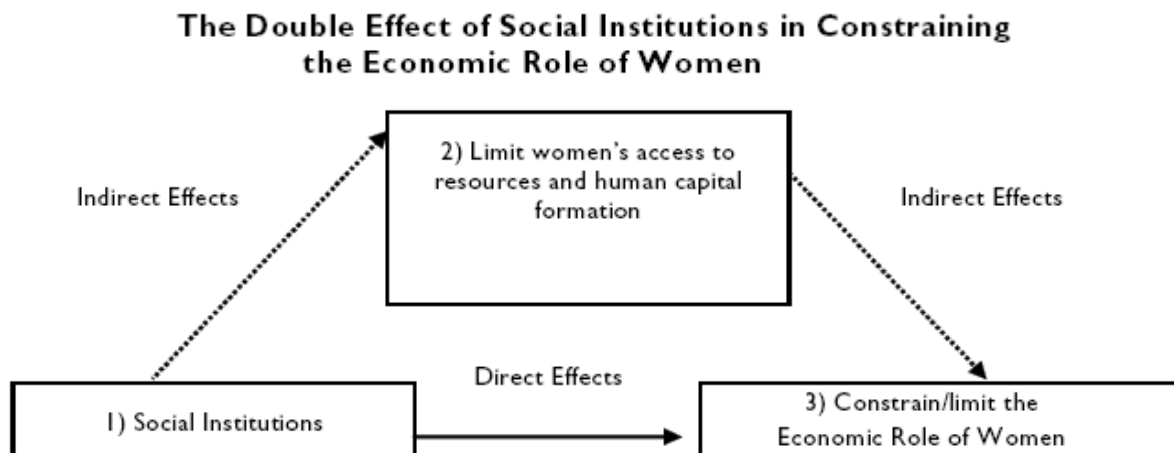 The Double Effect of Social Institutions in Constraining
the Economic Role of Women
2) Limit women's access to
resources and human capital
formation
Indirect Effects
Indirect Effects
Direct Effects
1) Social Institutions
3) Constrain/limit the
Economic Role of Women